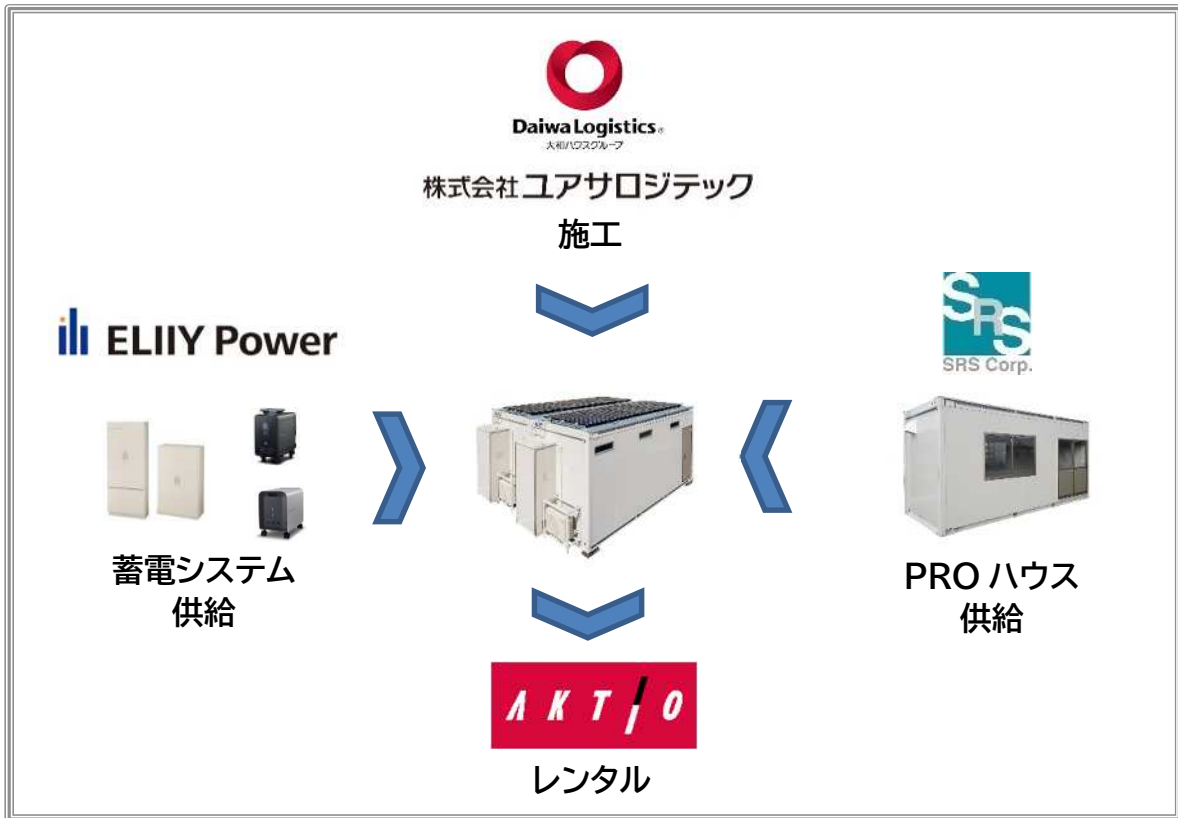 Daiwa Logistics®
大和ハウスグループ
株式会社ユアサロジテック
施工
ELIIY Power
SRS
SRS Corp.
蓄電システム
供給
PRO ハウス
供給
AKTIO
レンタル